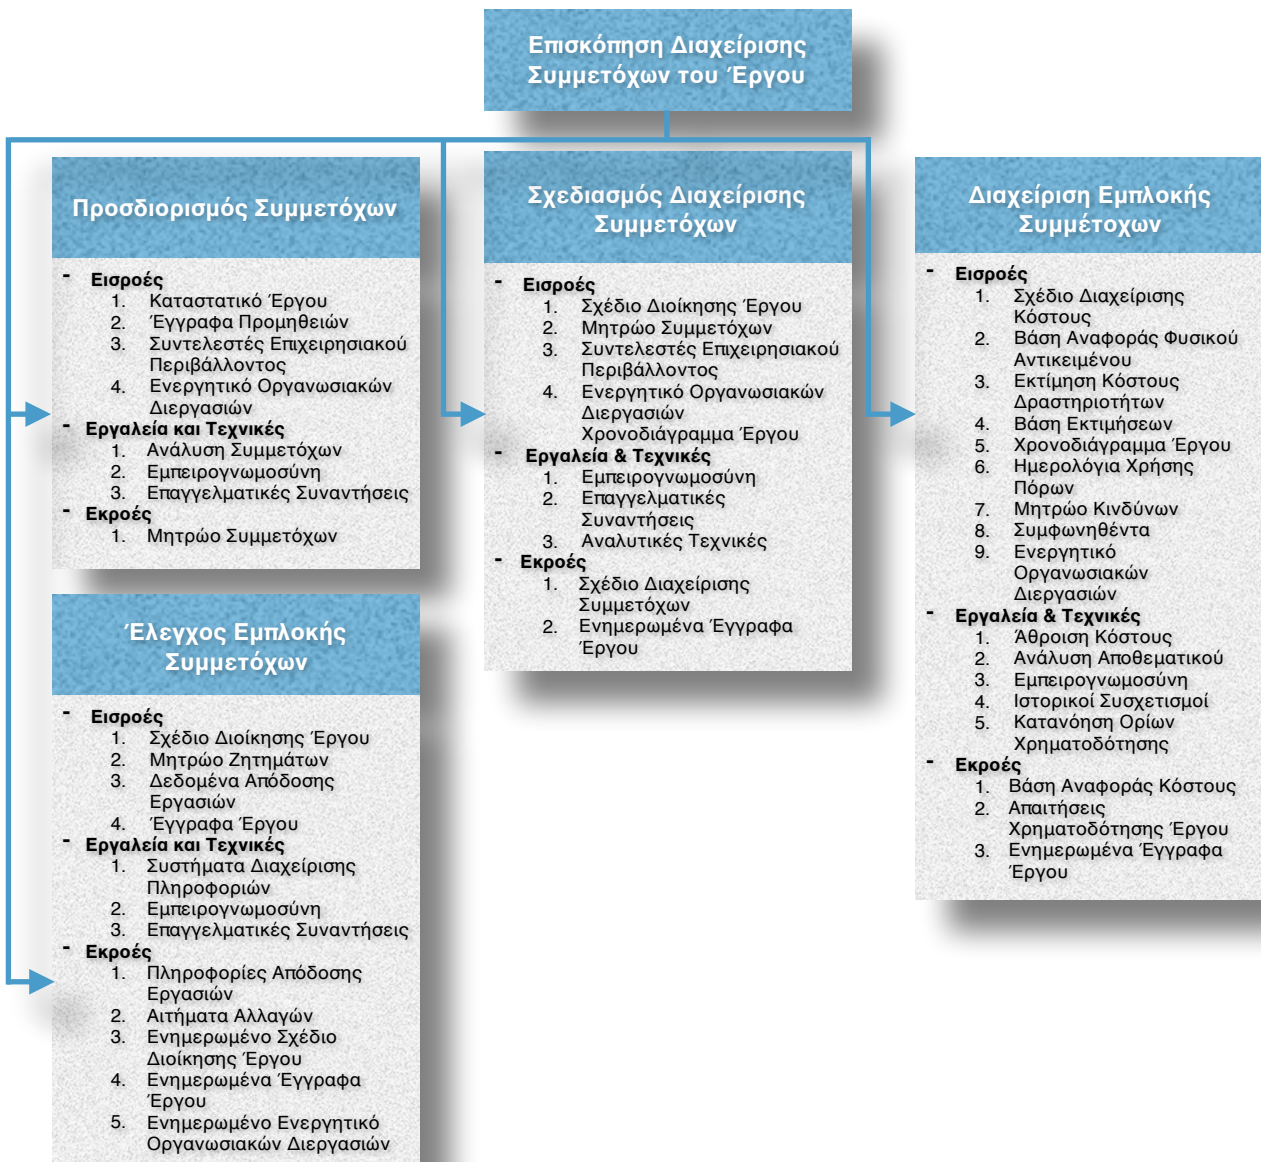 Επισκόπηση Διαχείρισης
Συμμετόχων του Έργου
Προσδιορισμός Συμμετόχων
- Εισροές
1. Καταστατικό Έργου
2. Έγγραφα Προμηθειών
3. Συντελεστές Επιχειρησιακού
Περιβάλλοντος
4. Ενεργητικό Οργανωσιακών
Διεργασιών
- Εργαλεία και Τεχνικές
1. Ανάλυση Συμμετόχων
2. Εμπειρογνωμοσύνη
3. Επαγγελματικές Συναντήσεις
- Εκροές
1. Μητρώο Συμμετόχων
Σχεδιασμός Διαχείρισης
Συμμετόχων
- Εισροές
1. Σχέδιο Διοίκησης Έργου
2. Μητρώο Συμμετόχων
3. Συντελεστές Επιχειρησιακού
Περιβάλλοντος
4. Ενεργητικό Οργανωσιακών
Διεργασιών
Χρονοδιάγραμμα Έργου
- Εργαλεία & Τεχνικές
1. Εμπειρογνωμοσύνη
2. Επαγγελματικές
Συναντήσεις
3. Αναλυτικές Τεχνικές
- Εκροές
1. Σχέδιο Διαχείρισης
Συμμετόχων
2. Ενημερωμένα Έγγραφα
Έργου
Διαχείριση Εμπλοκής
Συμμέτοχων
- Εισροές
1. Σχέδιο Διαχείρισης
Κόστους
2. Βάση Αναφοράς Φυσικού
Αντικειμένου
3. Εκτίμηση Κόστους
Δραστηριοτήτων
4. Βάση Εκτιμήσεων
5. Χρονοδιάγραμμα Έργου
6. Ημερολόγια Χρήσης
Πόρων
7. Μητρώο Κινδύνων
8. Συμφωνηθέντα
9. Ενεργητικό
Οργανωσιακών
Διεργασιών
- Εργαλεία & Τεχνικές
1. Άθροιση Κόστους
2. Ανάλυση Αποθεματικού
3. Εμπειρογνωμοσύνη
4. Ιστορικοί Συσχετισμοί
5. Κατανόηση Ορίων
Χρηματοδότησης
- Εκροές
1. Βάση Αναφοράς Κόστους
2. Απαιτήσεις
Χρηματοδότησης Έργου
3. Ενημερωμένα Έγγραφα
Έργου
Έλεγχος Εμπλοκής
Συμμετόχων
- Εισροές
1. Σχέδιο Διοίκησης Έργου
2. Μητρώο Ζητημάτων
3. Δεδομένα Απόδοσης
Εργασιών
4. Έγγραφα Έργου
- Εργαλεία και Τεχνικές
1. Συστήματα Διαχείρισης
Πληροφοριών
2. Εμπειρογνωμοσύνη
3. Επαγγελματικές Συναντήσεις
- Εκροές
1. Πληροφορίες Απόδοσης
Εργασιών
2. Αιτήματα Αλλαγών
3. Ενημερωμένο Σχέδιο
Διοίκησης Έργου
4. Ενημερωμένα Έγγραφα
Έργου
5. Ενημερωμένο Ενεργητικό
Οργανωσιακών Διεργασιών